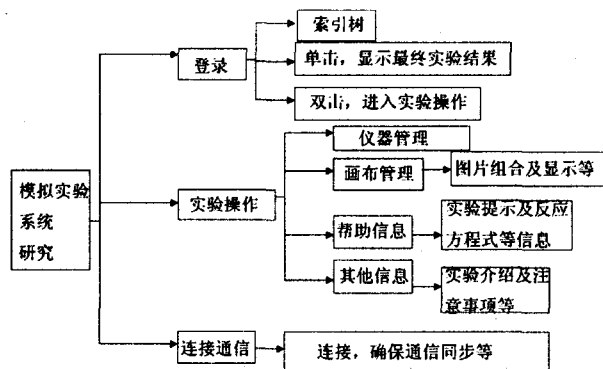 索引树
登录
单击，显示最终实验结果
双击，进入实验操作
仪器管理
画布管理
图片组合及显示等
模拟实验
系统
研究
实验操作
帮助信息
实验提示及反应
方程式等信息
其他信息
实验介绍及注
意事项等
连接通信
连接，确保通信同步等